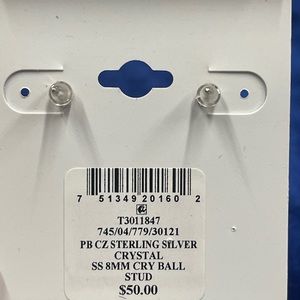 7 51349 20160 2
T3011847
745/04/779/30121
PB CZ STERLING SILVER
CRYSTAL
SS 8MM CRY BALL
STUD
$50.00